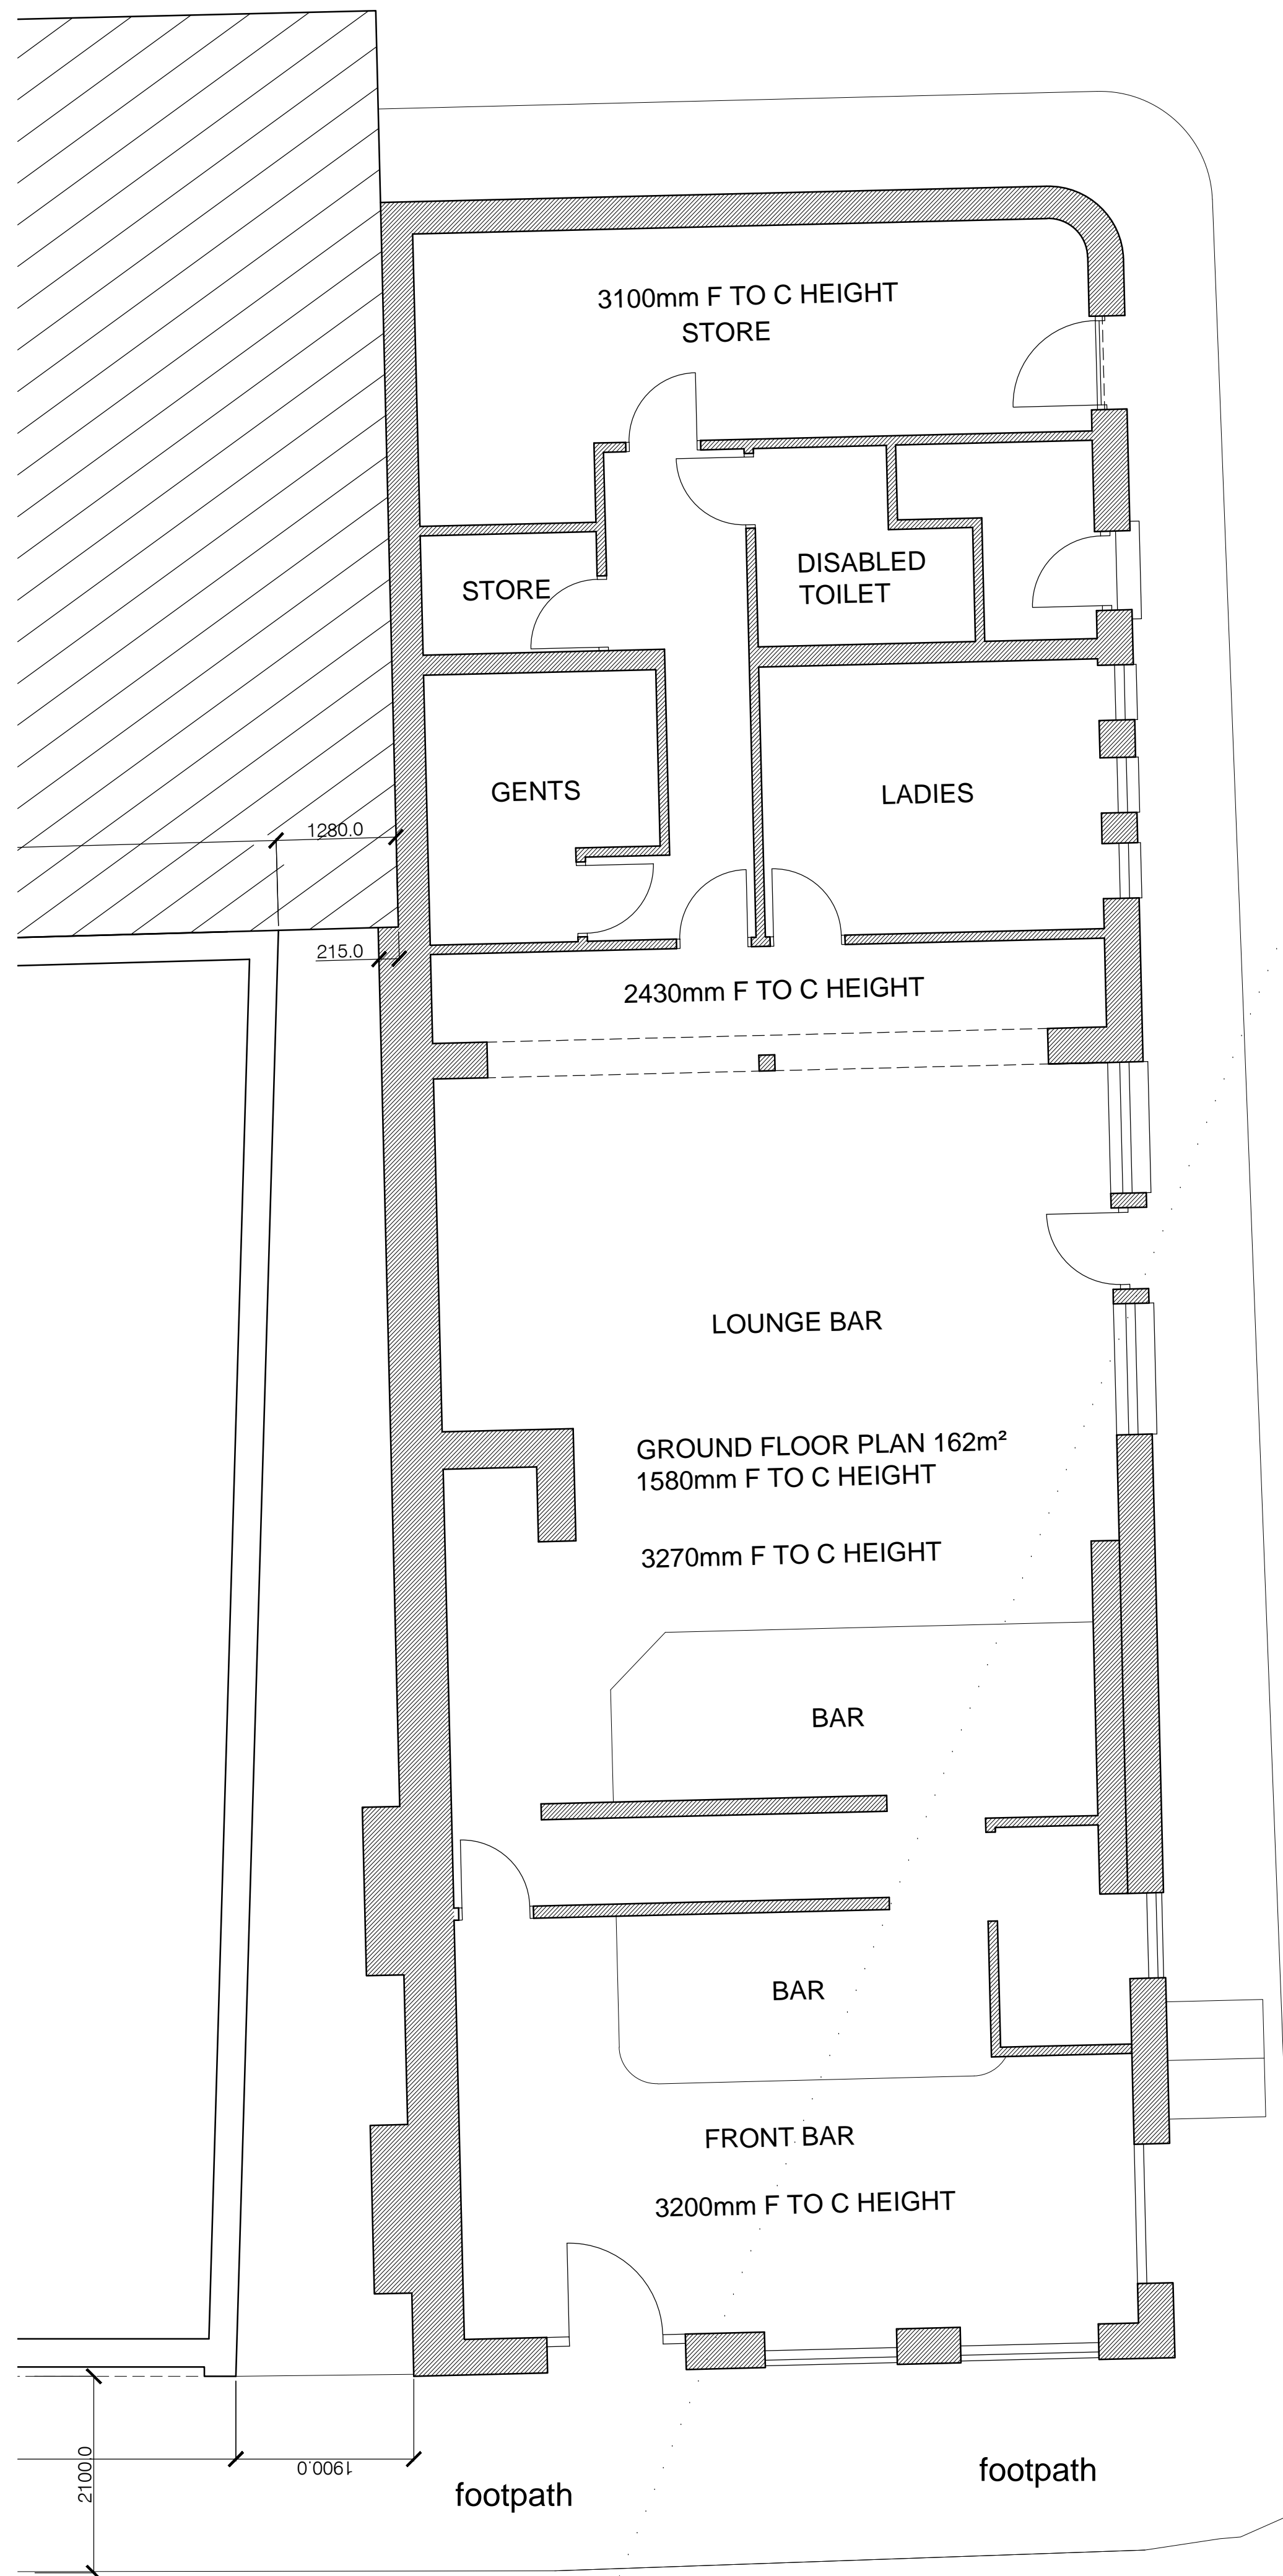 3100mm F TO C HEIGHT
STORE
STORE
DISABLED
TOILET
GENTS
LADIES
1280.0
215.0
2430mm F TO C HEIGHT
LOUNGE BAR
GROUND FLOOR PLAN 162m²
1580mm F TO C HEIGHT
3270mm F TO C HEIGHT
BAR
BAR
FRONT BAR
3200mm F TO C HEIGHT
2100.0
1900.0
footpath
footpath